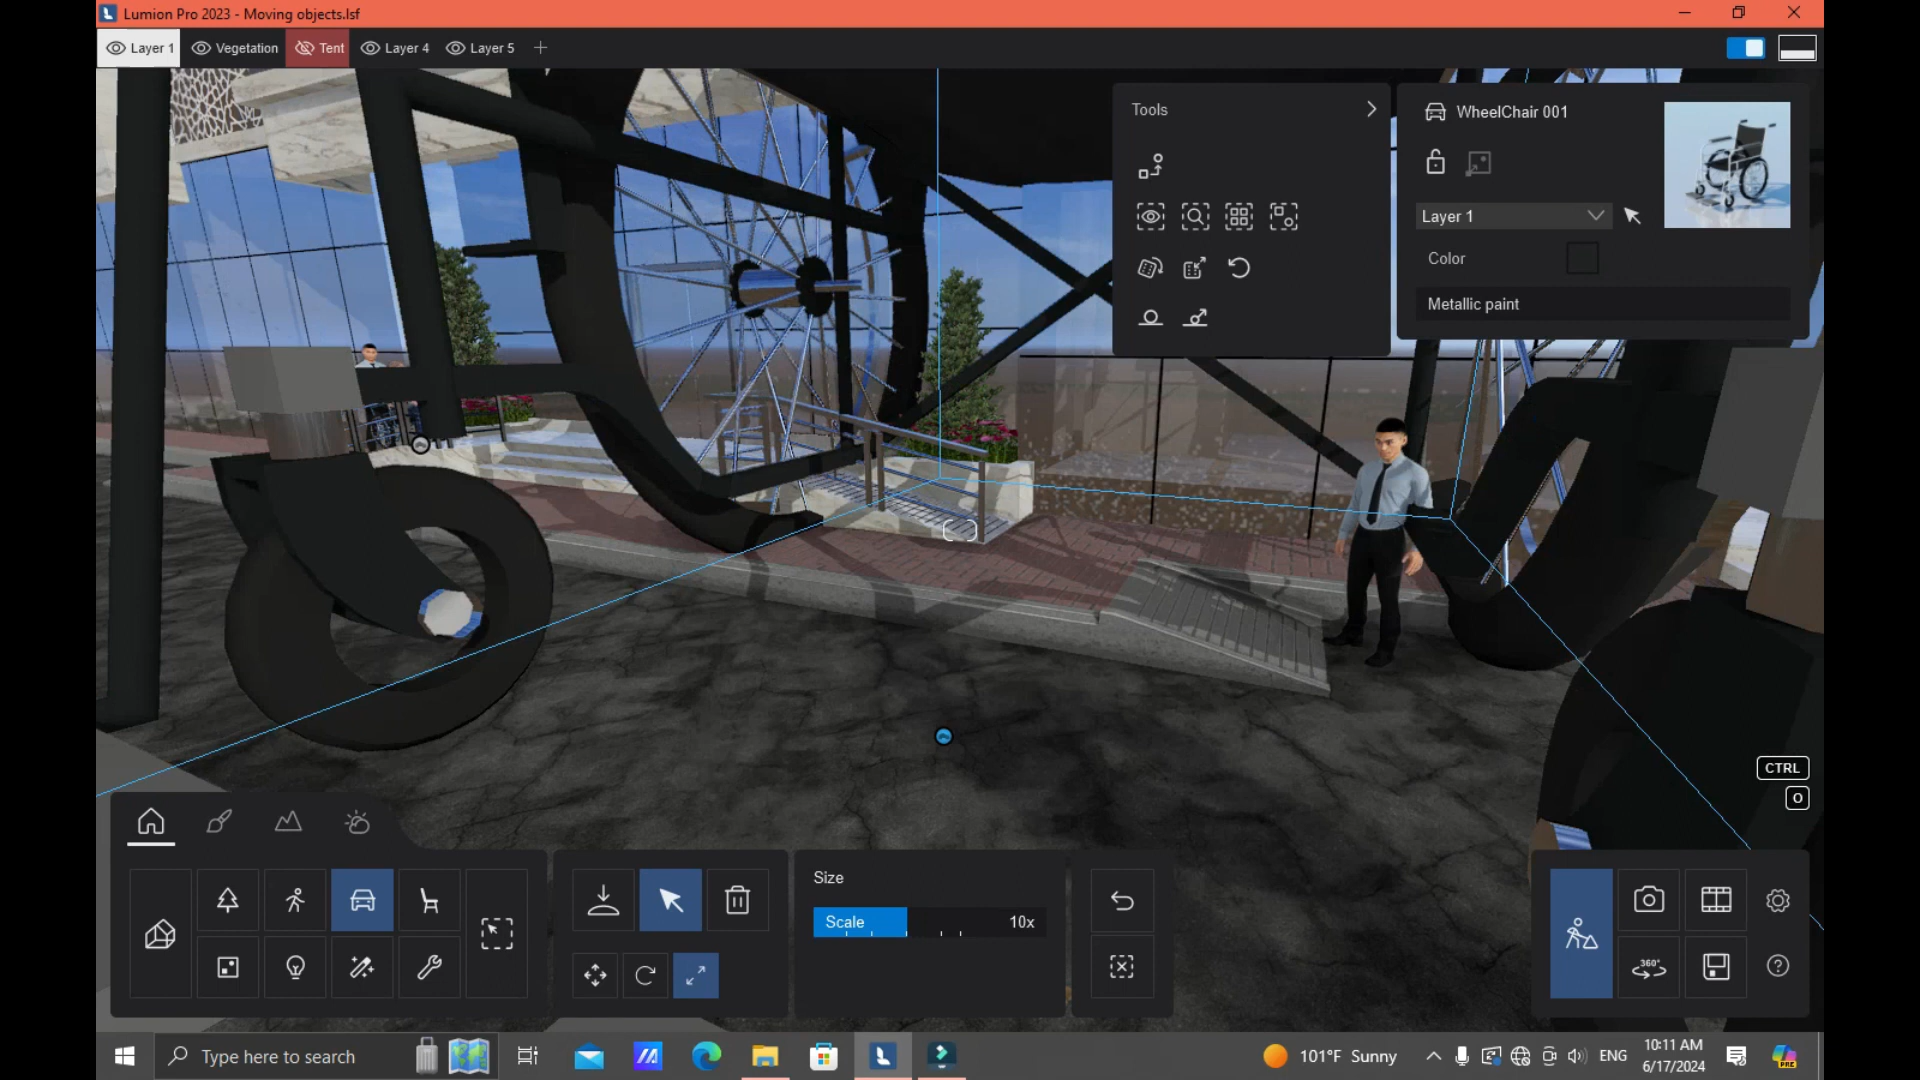 Lumion Pro 2023 - Moving objects.lsf
Layer 1
Vegetation
Tent
Layer 4
Layer 5
Tools
WheelChair 001
Layer 1
Color
Metallic paint
CTRL
O
Size
Scale
10x
360°
Type here to search
101°F Sunny
ENG
10:11 AM
6/17/2024
PRE